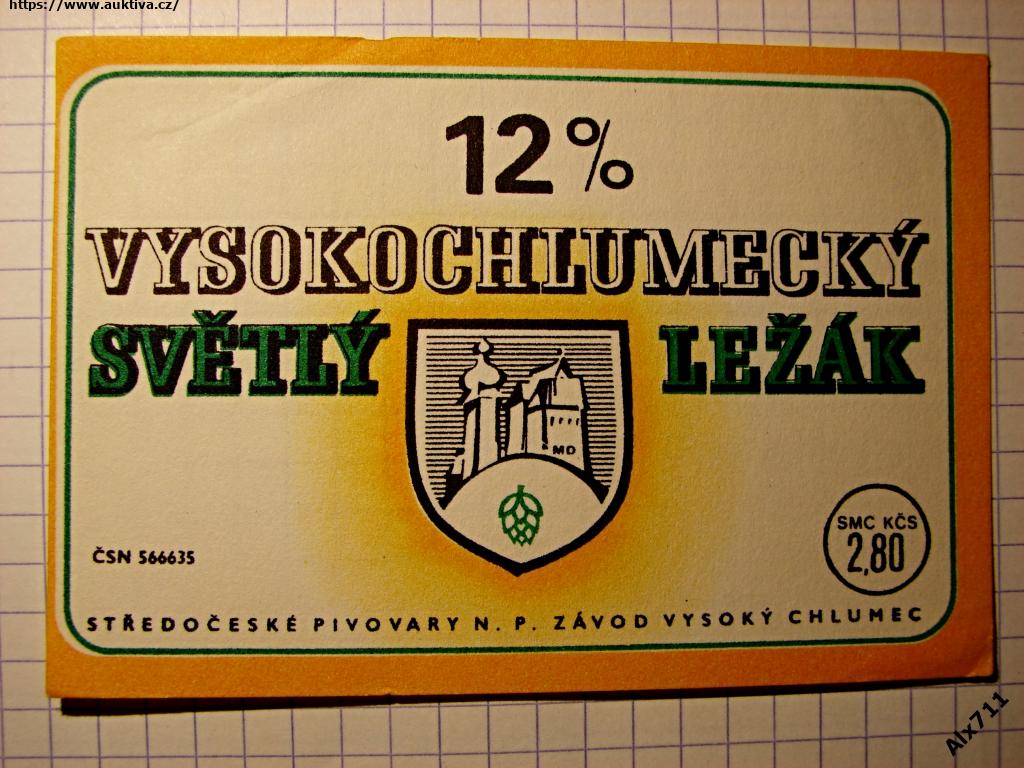 https://www.auktiva.cz/
12%
VYSOKOCHLUMECKÝ
SVĚTLÝ LEŽÁK
MD
ČSN 566635
SMC KČS
2,80
STŘEDOČESKÉ PIVOVARY N. P. ZÁVOD VYSOKÝ CHLUMEC
Alx711